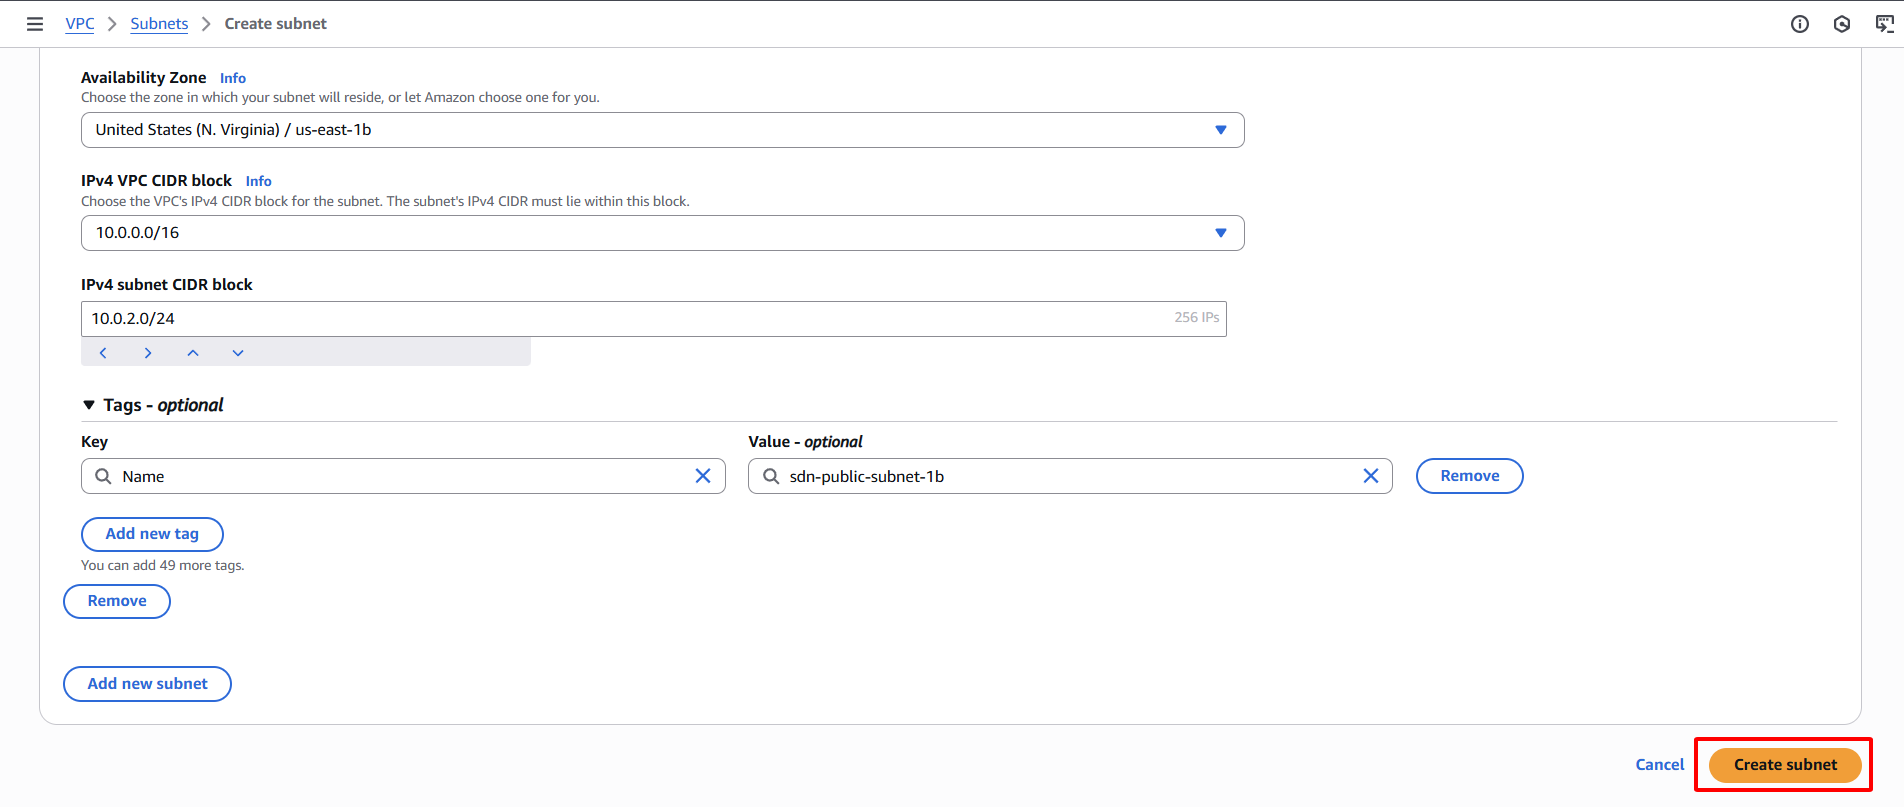 VPC > Subnets > Create subnet
Availability Zone Info
Choose the zone in which your subnet will reside, or let Amazon choose one for you.
United States (N. Virginia) / us-east-1b
IPv4 VPC CIDR block Info
Choose the VPC's IPv4 CIDR block for the subnet. The subnet's IPv4 CIDR must lie within this block.
10.0.0.0/16
IPv4 subnet CIDR block
10.0.2.0/24 256 IPs
Tags - optional
Key Value - optional
Name sdn-public-subnet-1b Remove
Add new tag
You can add 49 more tags.
Remove
Add new subnet
Cancel Create subnet